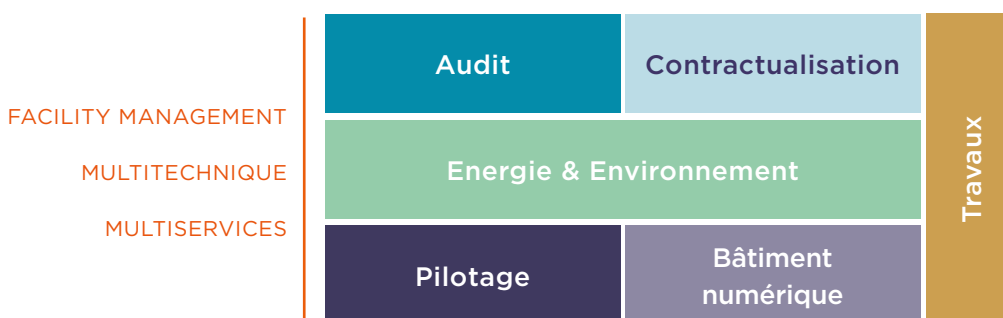 FACILITY MANAGEMENT
MULTITECHNIQUE
MULTISERVICES
Audit
Contractualisation
Energie & Environnement
Pilotage
Bâtiment
numérique
Travaux